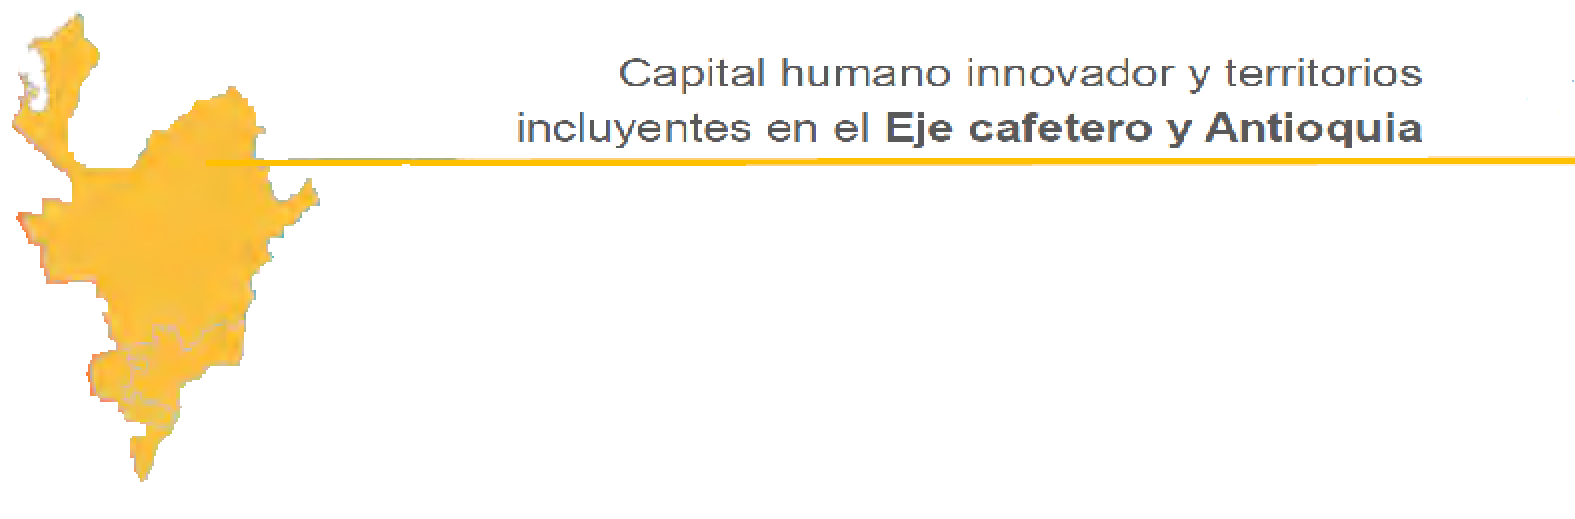 Capital humano innovador y territorios
incluyentes en el Eje cafetero y Antioquia